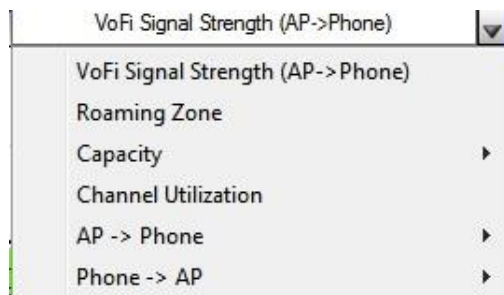 VoFi Signal Strength (AP->Phone)
VoFi Signal Strength (AP->Phone)
Roaming Zone
Capacity
Channel Utilization
AP -> Phone
Phone -> AP